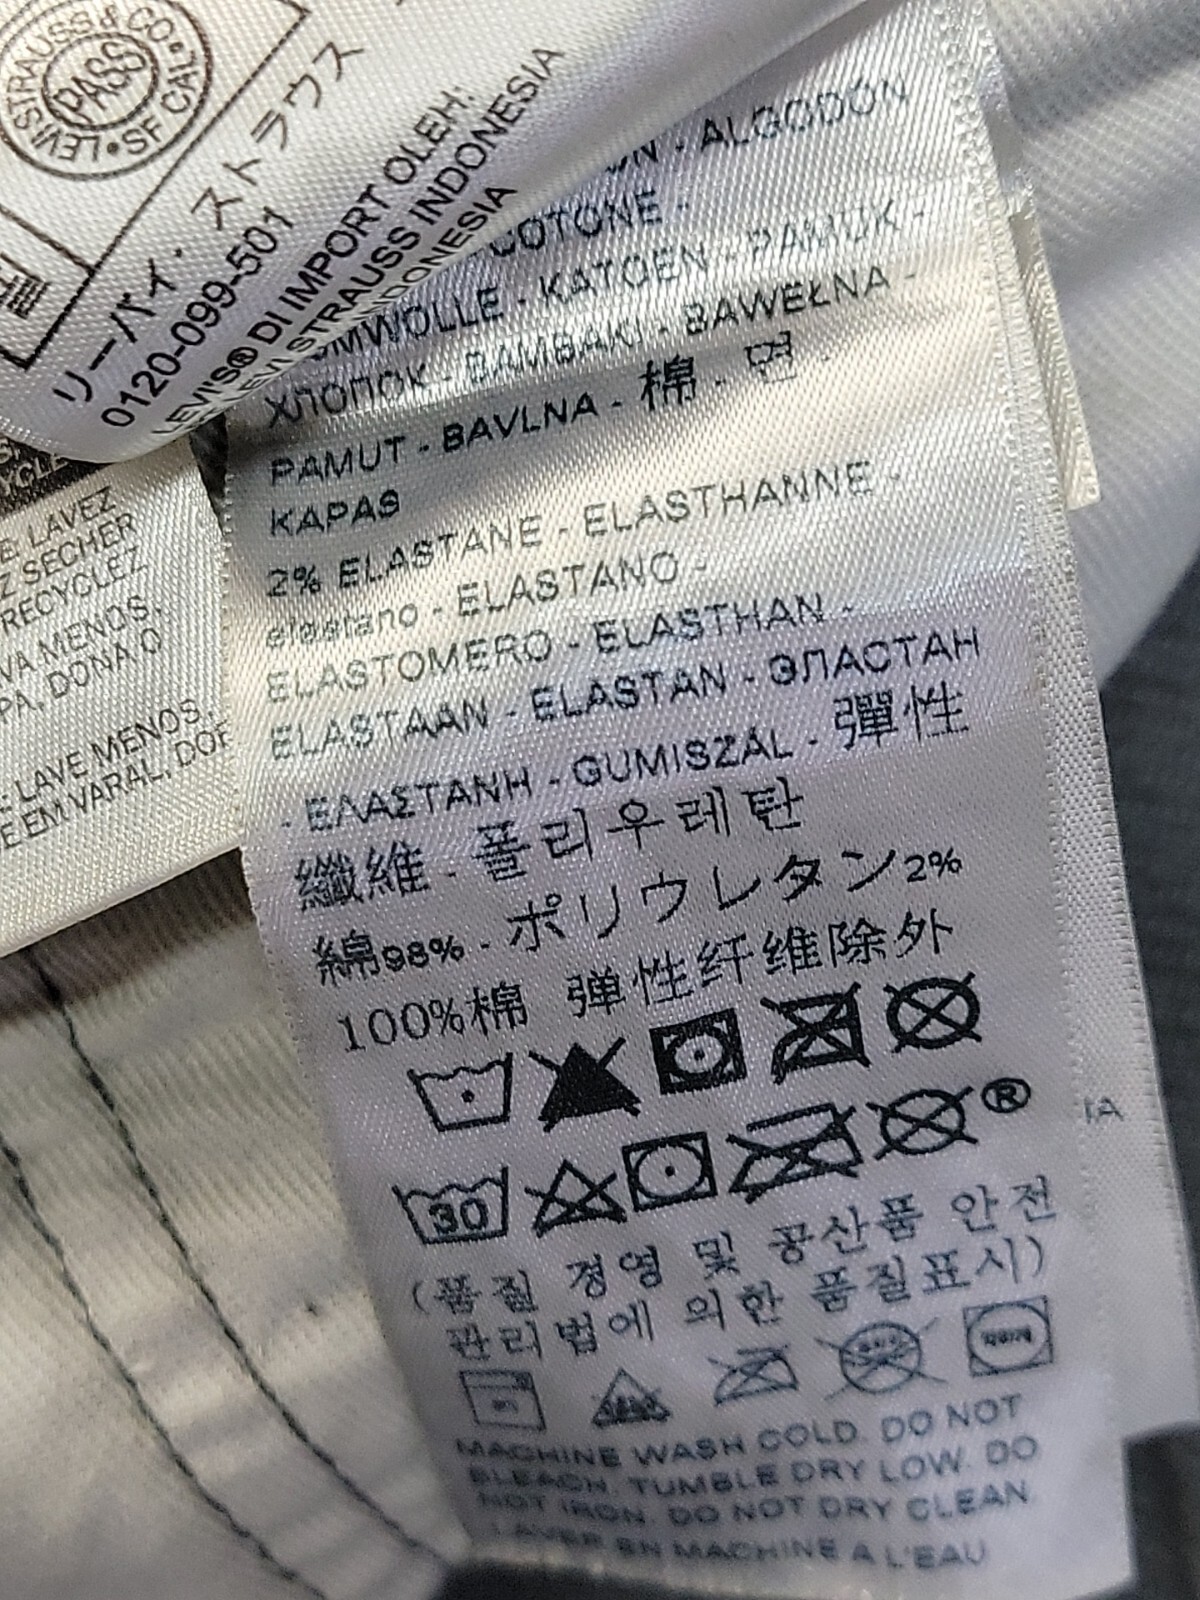 LEVI STRAUSS & CO • SF CAL •
PASS
リーバイ・ストラウス
0120-099-501
LEVI'S® DI IMPORT OLEH:
LEVI STRAUSS INDONESIA
LEVI STRAUSS INDONESIA
LAVEZ
SECHER
RECYCLEZ
MENOS,
DONA O
LAVE MENOS,
E EM VARAL,
- ALGODÓN
COTONE -
- KATOEN - PAMUK -
ХЛОПОК - BAMBAKI - BAWEŁNA -
PAMUT - BAVLNA - 棉 - 면 -
KAPAS
2% ELASTANE - ELASTHANNE -
elastano - ELASTANO -
ELASTOMERO - ELASTHAN -
ELASTAAN - ELASTAN - ЭЛАСТАН
- ΕΛΑΣΤΑΝΗ - GUMISZÁL - 彈性
纖維 - 폴리우레탄
綿98% - ポリウレタン2%
100%棉 弹性纤维除外
30
®
IA
(품질 경영 및 공산품 안전
관리법에 의한 품질표시)
MACHINE WASH COLD. DO NOT
BLEACH. TUMBLE DRY LOW. DO
NOT IRON. DO NOT DRY CLEAN.
LAVER EN MACHINE A L'EAU